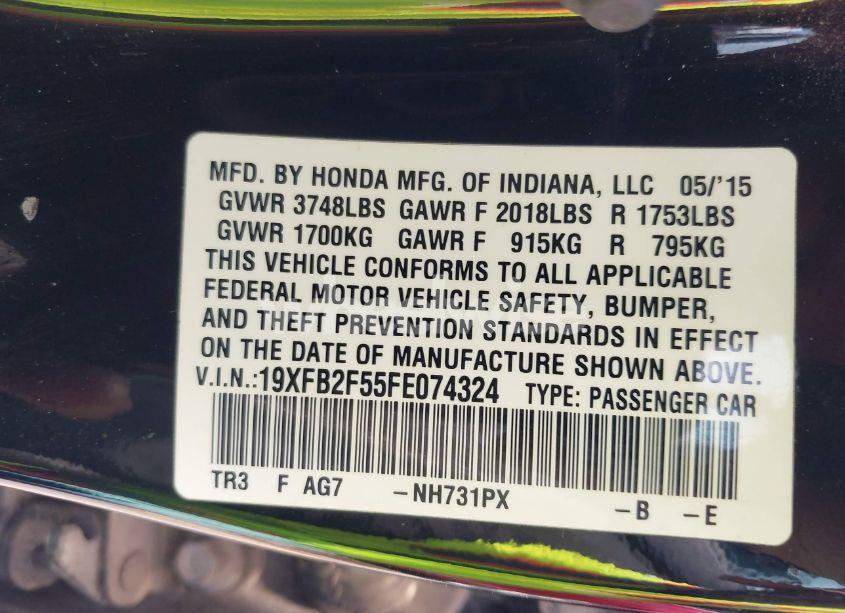 MFD. BY HONDA MFG. OF INDIANA, LLC 05/'15
GVWR 3748LBS GAWR F 2018LBS R 1753LBS
GVWR 1700KG GAWR F 915KG R 795KG
THIS VEHICLE CONFORMS TO ALL APPLICABLE
FEDERAL MOTOR VEHICLE SAFETY, BUMPER,
AND THEFT PREVENTION STANDARDS IN EFFECT
ON THE DATE OF MANUFACTURE SHOWN ABOVE.
V.I.N.:19XFB2F55FE074324 TYPE: PASSENGER CAR
TR3 F AG7 -NH731PX -B -E